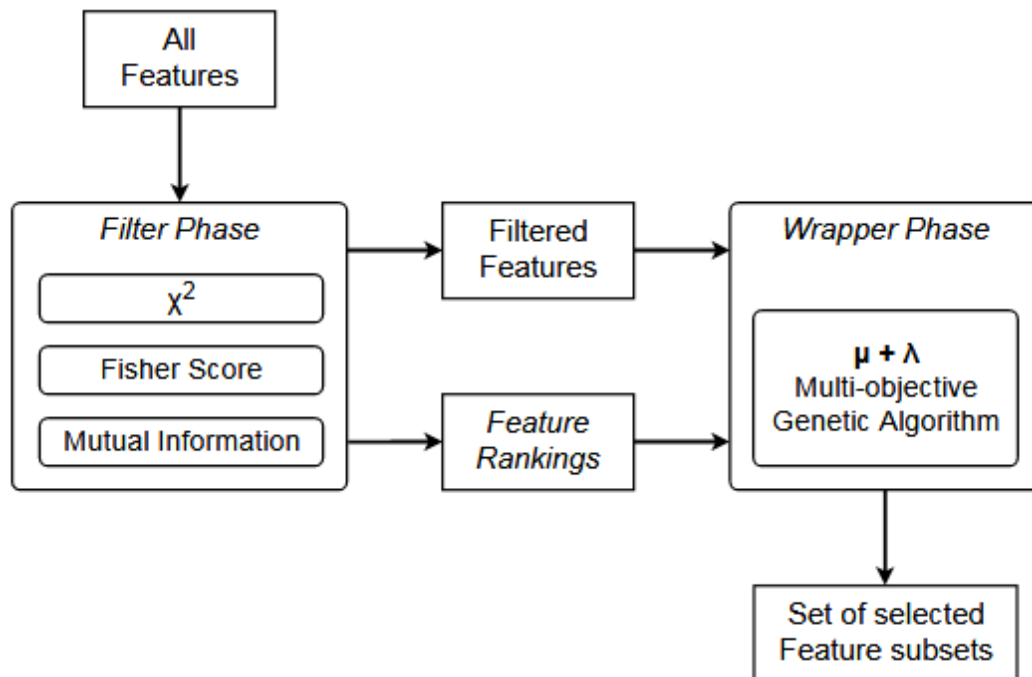 All
Features
Filter Phase
χ²
Fisher Score
Mutual Information
Filtered
Features
Feature
Rankings
Wrapper Phase
μ + λ
Multi-objective
Genetic Algorithm
Set of selected
Feature subsets